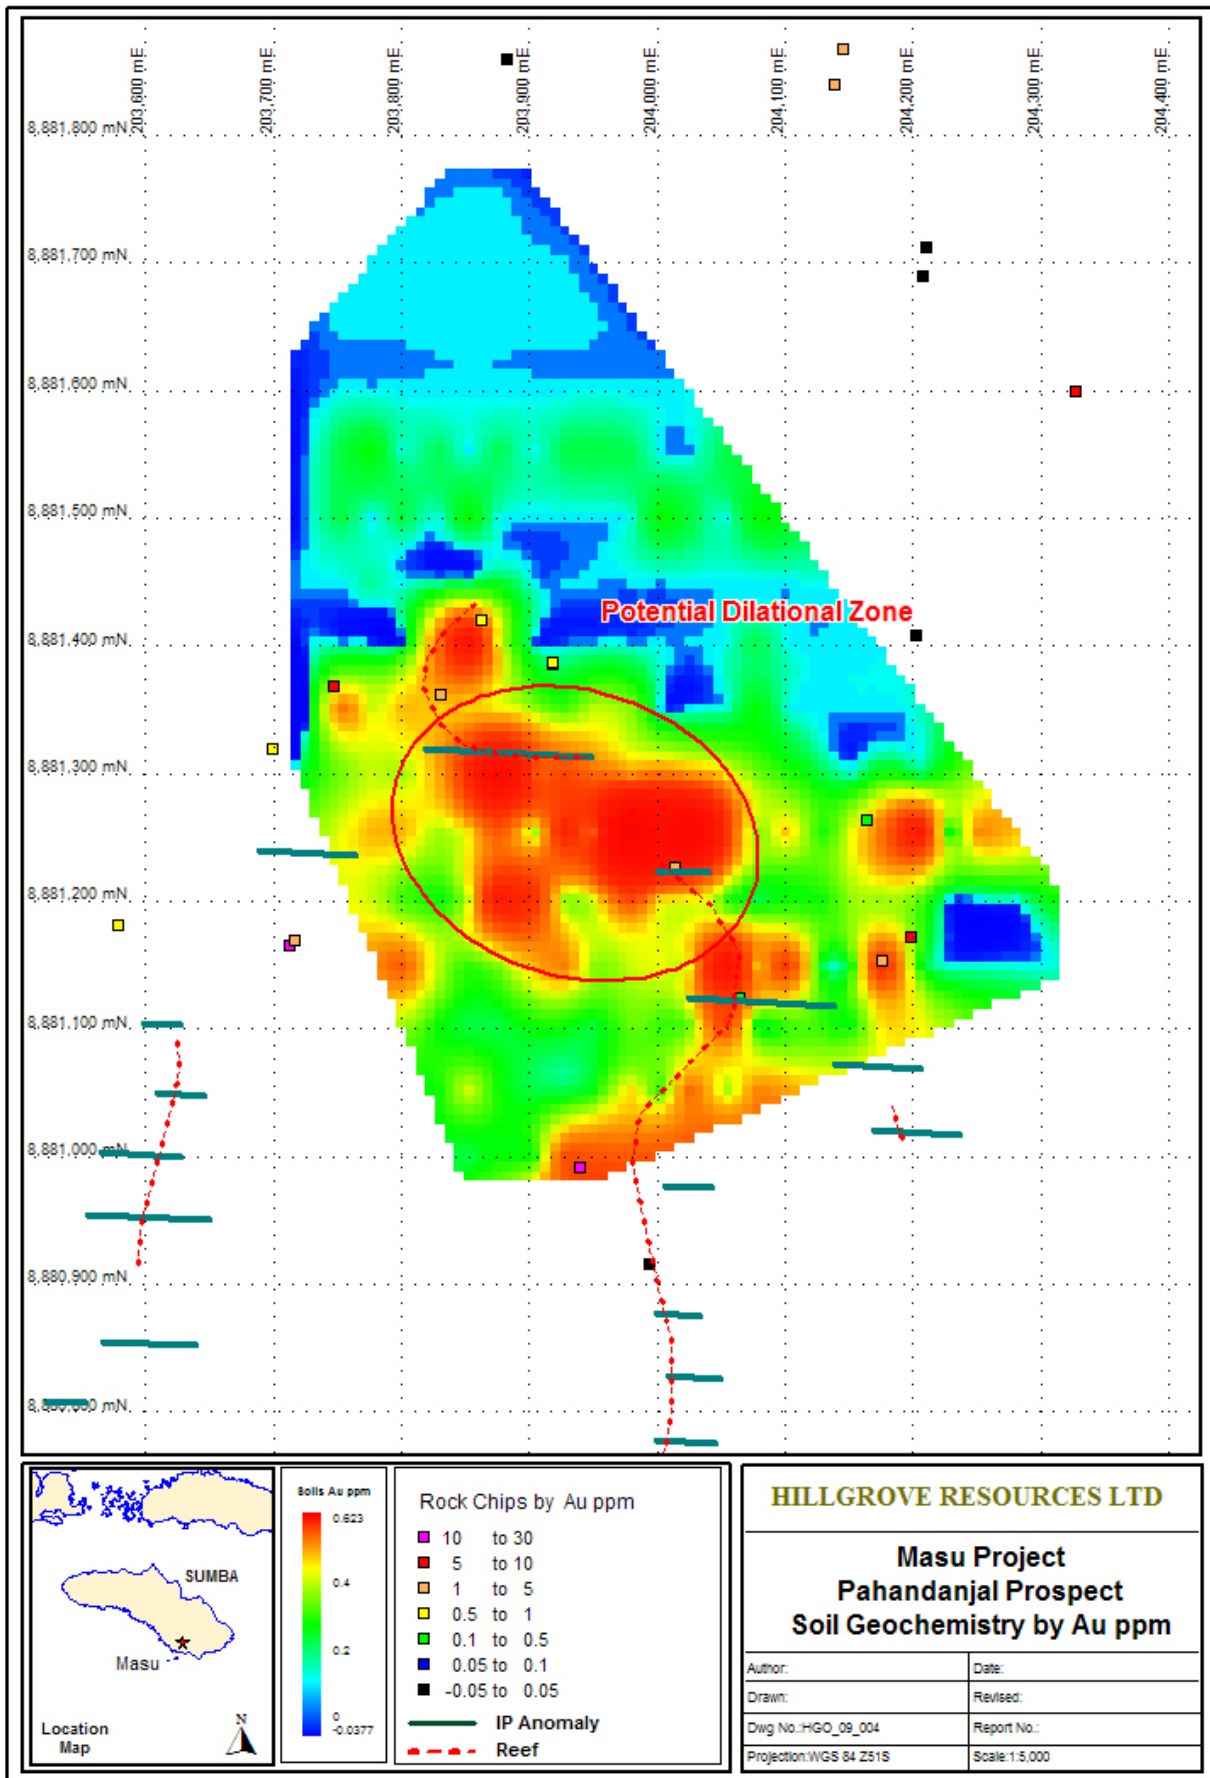 203,600 mE
203,700 mE
203,800 mE
203,900 mE
204,000 mE
204,100 mE
204,200 mE
204,300 mE
204,400 mE
8,881,800 mN
8,881,700 mN
8,881,600 mN
8,881,500 mN
Potential Dilational Zone
8,881,400 mN
8,881,300 mN
8,881,200 mN
8,881,100 mN
8,881,000 mN
8,880,900 mN
mN
SUMBA
Masu
Location
Map
N
Soils Au ppm
0.623
0.4
0.2
0
-0.0377
Rock Chips by Au ppm
10 to 30
5 to 10
1 to 5
0.5 to 1
0.1 to 0.5
0.05 to 0.1
-0.05 to 0.05
IP Anomaly
Reef
HILLGROVE RESOURCES LTD
Masu Project
Pahandanjal Prospect
Soil Geochemistry by Au ppm
Author: Date:
Drawn: Revised:
Dwg No.:HGO_09_004 Report No.:
Projection:WGS 84 Z51S Scale:1:5,000